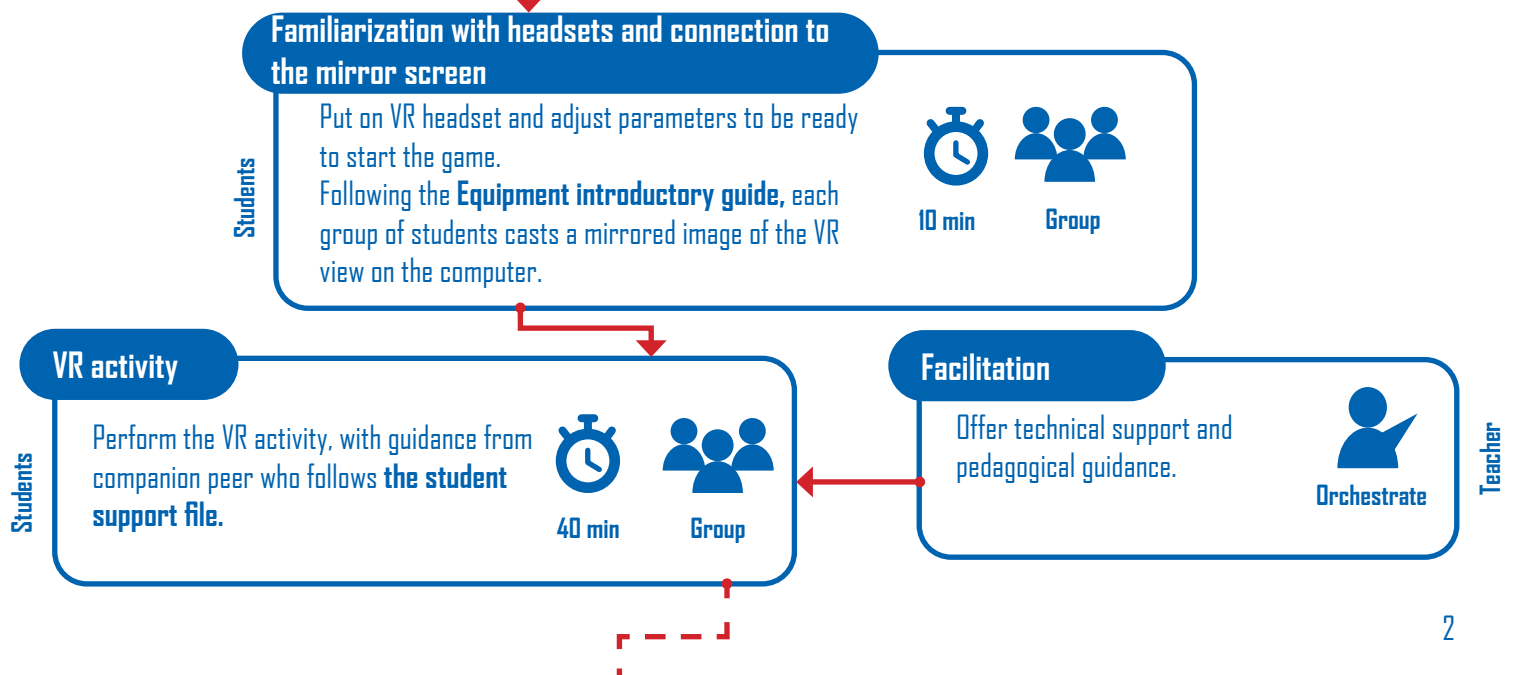 Familiarization with headsets and connection to
the mirror screen
Students
Put on VR headset and adjust parameters to be ready
to start the game.
Following the Equipment introductory guide, each
group of students casts a mirrored image of the VR
view on the computer.
10 min
Group
VR activity
Students
Perform the VR activity, with guidance from
companion peer who follows the student
support file.
40 min
Group
Facilitation
Offer technical support and
pedagogical guidance.
Orchestrate
Teacher
2